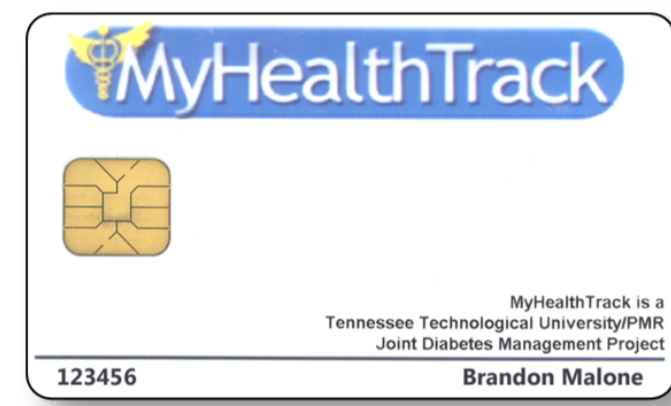 MyHealthTrack
MyHealthTrack is a
Tennessee Technological University/PMR
Joint Diabetes Management Project
123456
Brandon Malone